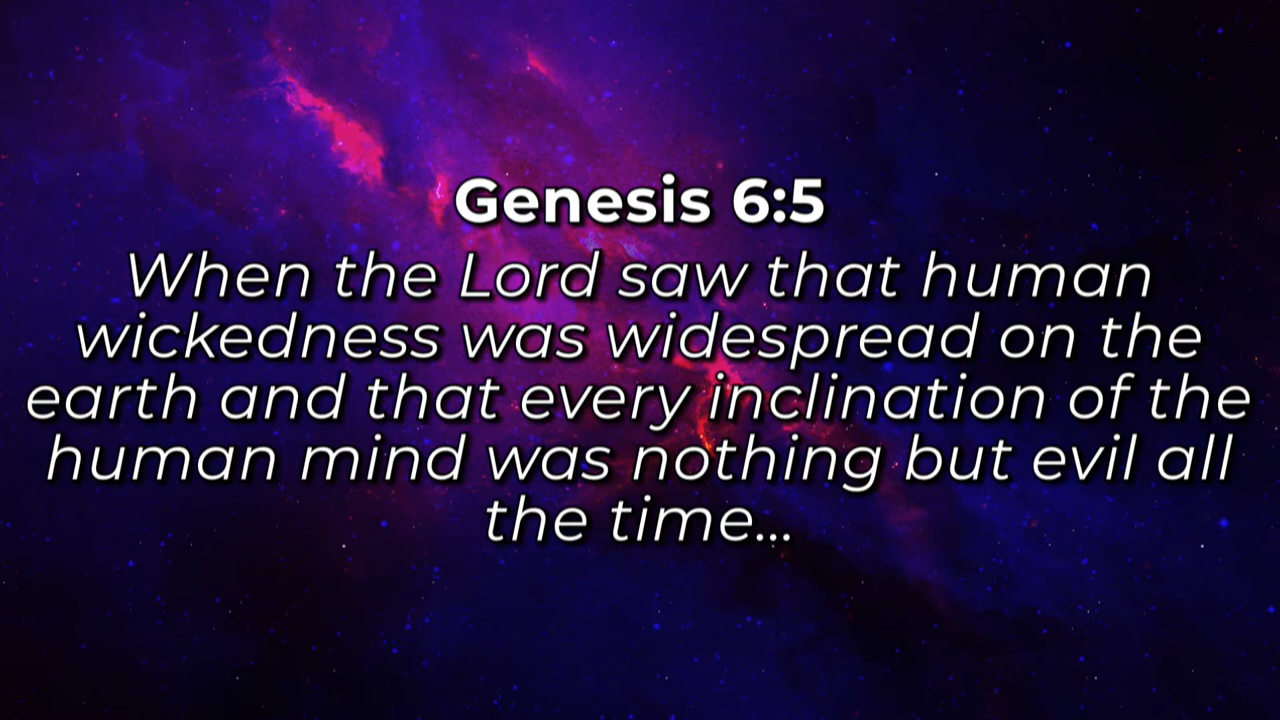 Genesis 6:5
When the Lord saw that human
wickedness was widespread on the
earth and that every inclination of the
human mind was nothing but evil all
the time...